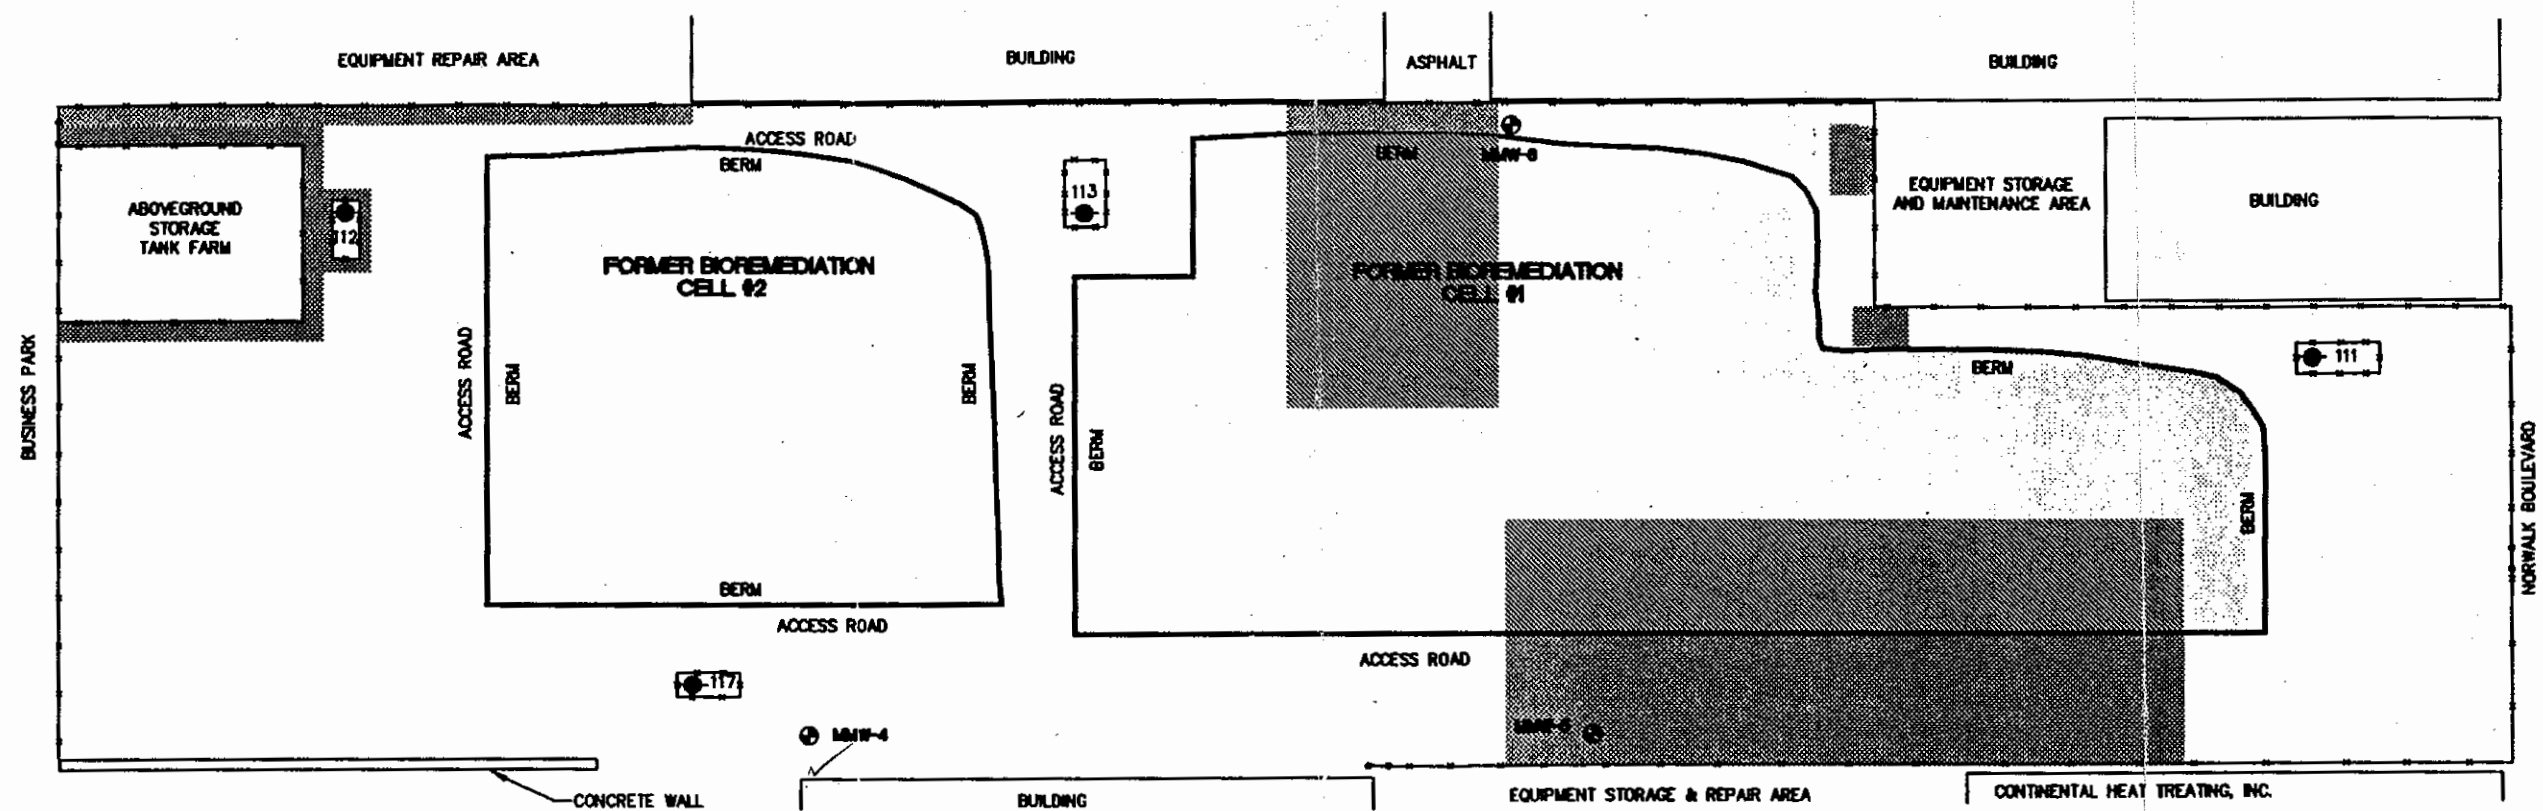 EQUIPMENT REPAIR AREA
BUILDING
ASPHALT
BUILDING
ACCESS ROAD
BERM
BERM
ABOVEGROUND
STORAGE
TANK FARM
112
113
EQUIPMENT STORAGE
AND MAINTENANCE AREA
BUILDING
FORMER BIOREMEDIATION
CELL #2
FORMER BIOREMEDIATION
CELL #1
BUSINESS PARK
ACCESS ROAD
BERM
BERM
ACCESS ROAD
BERM
BERM
111
BERM
NORWALK BOULEVARD
BERM
ACCESS ROAD
ACCESS ROAD
117
MMW-4
CONCRETE WALL
BUILDING
EQUIPMENT STORAGE & REPAIR AREA
CONTINENTAL HEAT TREATING, INC.